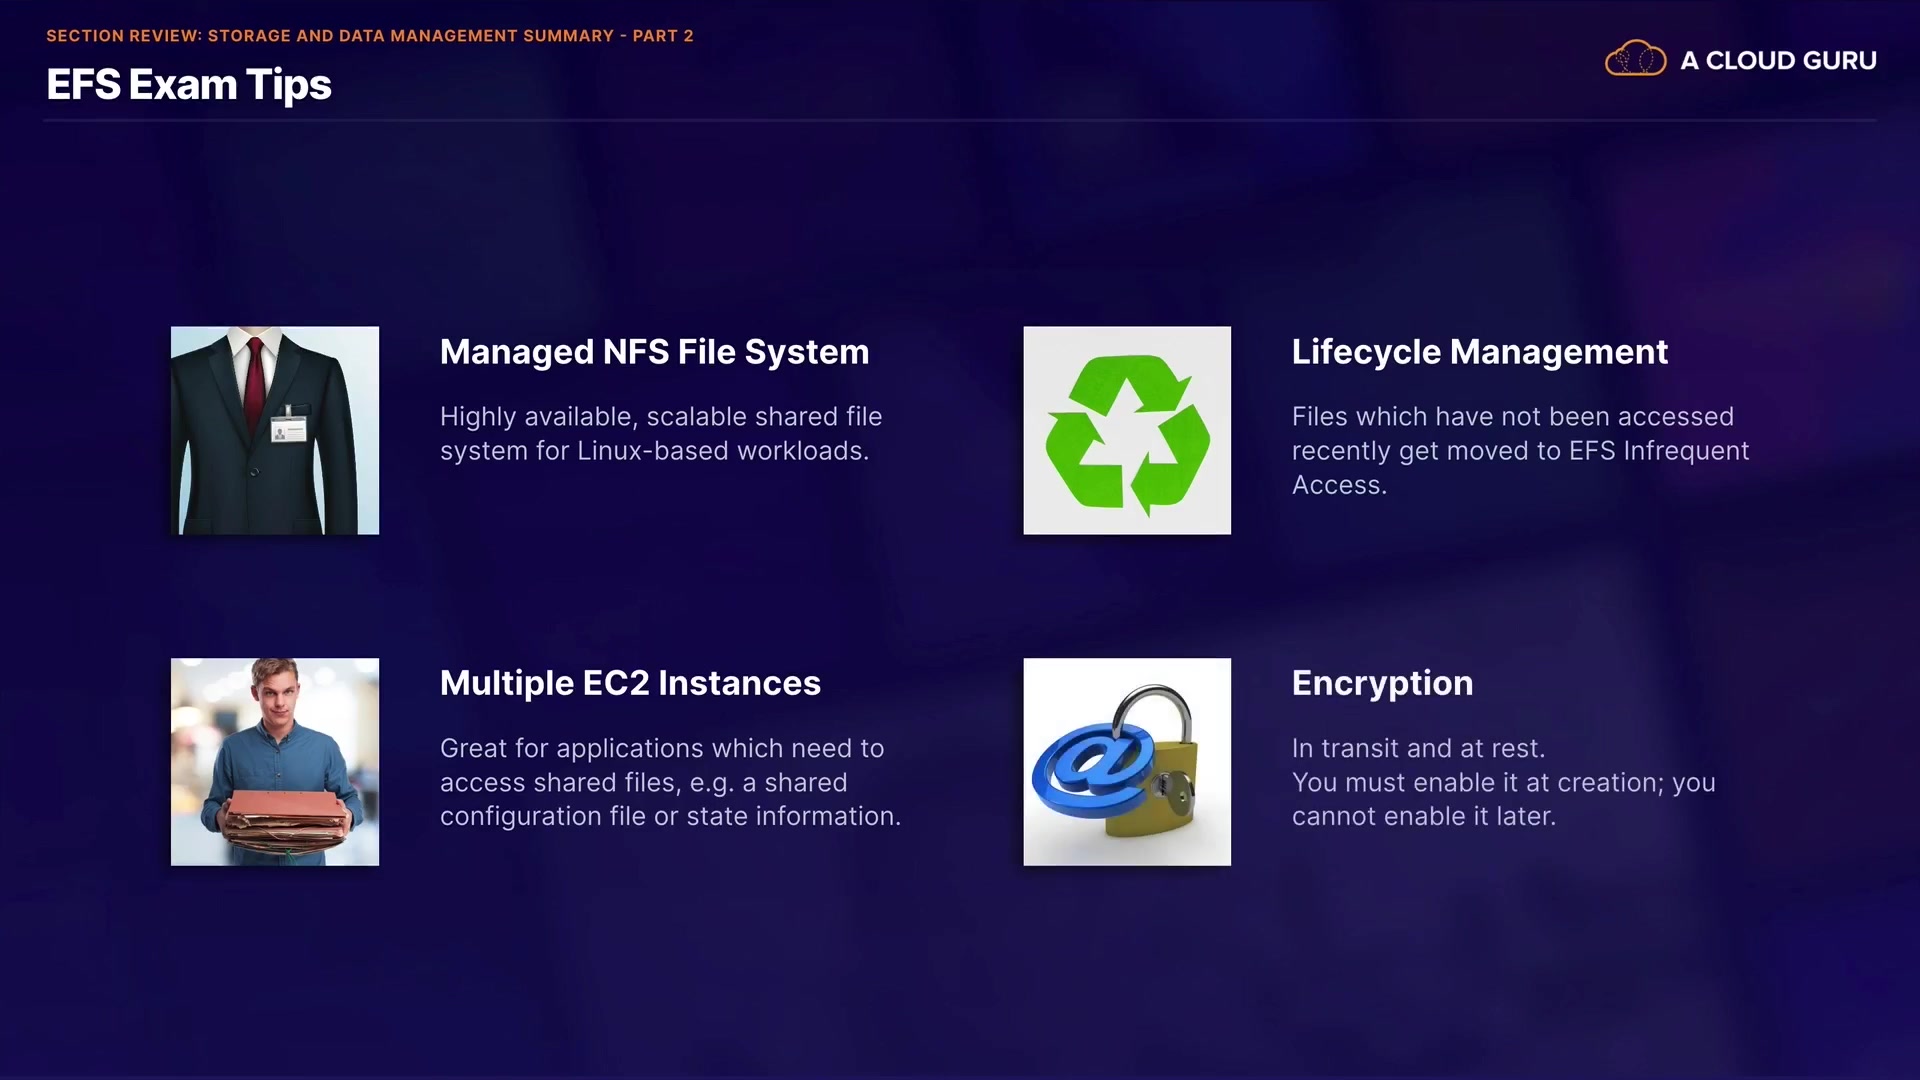 SECTION REVIEW: STORAGE AND DATA MANAGEMENT SUMMARY - PART 2
EFS Exam Tips
A CLOUD GURU
Managed NFS File System
Highly available, scalable shared file
system for Linux-based workloads.
Lifecycle Management
Files which have not been accessed
recently get moved to EFS Infrequent
Access.
Multiple EC2 Instances
Great for applications which need to
access shared files, e.g. a shared
configuration file or state information.
Encryption
In transit and at rest.
You must enable it at creation; you
cannot enable it later.